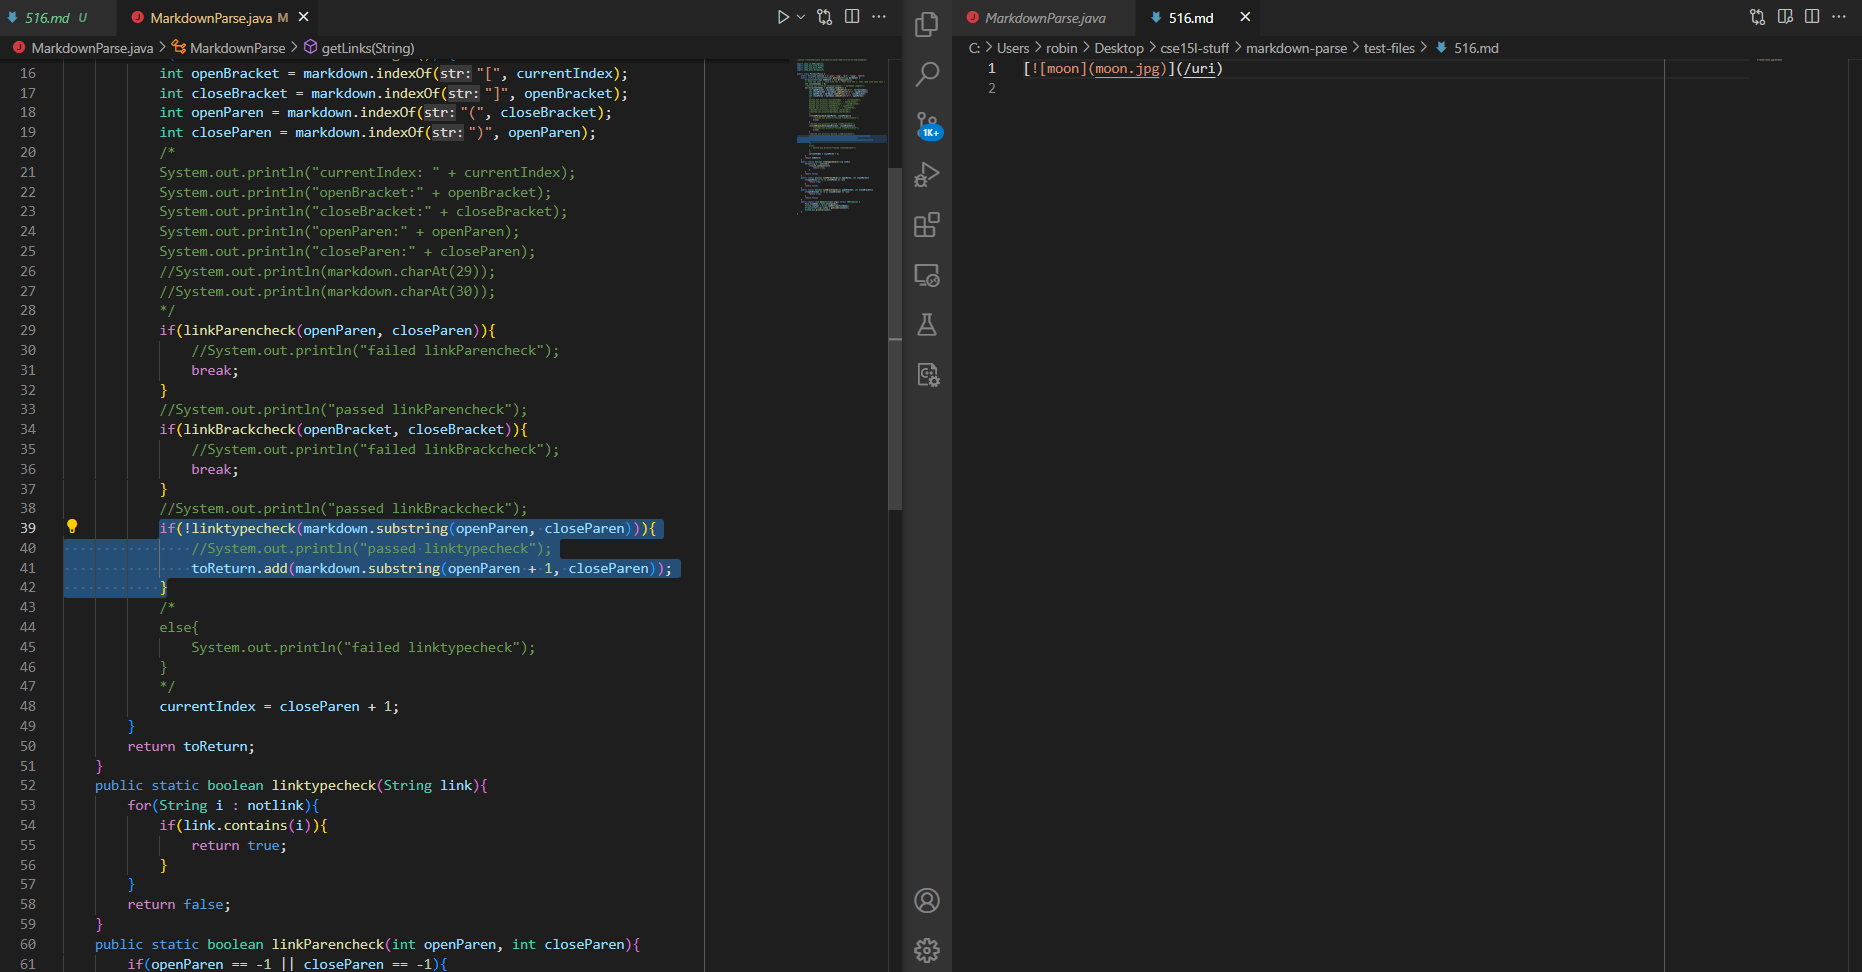 516.md U
MarkdownParse.java M
MarkdownParse.java > MarkdownParse > getLinks(String)
16 int openBracket = markdown.indexOf(str: "[", currentIndex);
17 int closeBracket = markdown.indexOf(str: "]", openBracket);
18 int openParen = markdown.indexOf(str: "(", closeBracket);
19 int closeParen = markdown.indexOf(str: ")", openParen);
20 /*
21 System.out.println("currentIndex: " + currentIndex);
22 System.out.println("openBracket:" + openBracket);
23 System.out.println("closeBracket:" + closeBracket);
24 System.out.println("openParen:" + openParen);
25 System.out.println("closeParen:" + closeParen);
26 //System.out.println(markdown.charAt(29));
27 //System.out.println(markdown.charAt(30));
28 */
29 if(linkParencheck(openParen, closeParen)){
30 //System.out.println("failed linkParencheck");
31 break;
32 }
33 //System.out.println("passed linkParencheck");
34 if(linkBrackcheck(openBracket, closeBracket)){
35 //System.out.println("failed linkBrackcheck");
36 break;
37 }
38 //System.out.println("passed linkBrackcheck");
39 if(!linktypecheck(markdown.substring(openParen, closeParen))){
40 //System.out.println("passed linktypecheck");
41 toReturn.add(markdown.substring(openParen + 1, closeParen));
42 }
43 /*
44 else{
45 System.out.println("failed linktypecheck");
46 }
47 */
48 currentIndex = closeParen + 1;
49 }
50 return toReturn;
51 }
52 public static boolean linktypecheck(String link){
53 for(String i : notlink){
54 if(link.contains(i)){
55 return true;
56 }
57 }
58 return false;
59 }
60 public static boolean linkParencheck(int openParen, int closeParen){
61 if(openParen == -1 || closeParen == -1){
1K+
MarkdownParse.java
516.md
C: > Users > robin > Desktop > cse15l-stuff > markdown-parse > test-files > 516.md
1 [![moon](moon.jpg)](/uri)
2